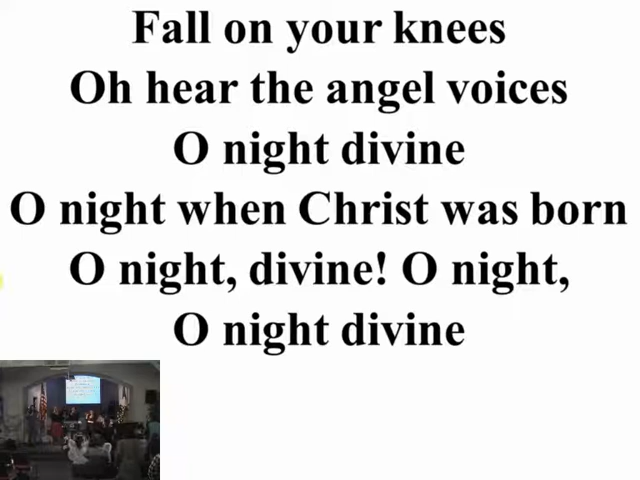 Fall on your knees
Oh hear the angel voices
O night divine
O night when Christ was born
O night, divine! O night,
O night divine